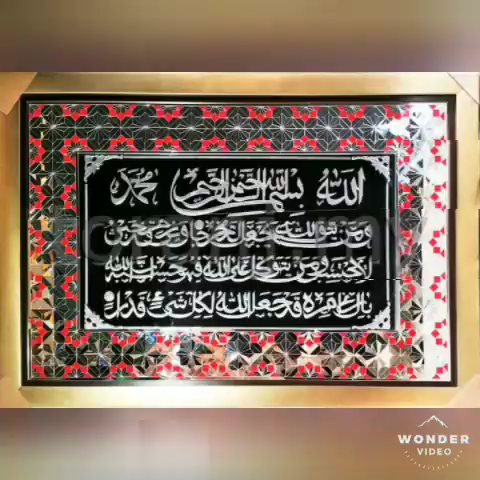 الله بسم الله الرحمن الرحيم محمد
ومن يتق الله يجعل له مخرجا ويرزقه من حيث
لا يحتسب ومن يتوكل على الله فهو حسبه إن الله
بالغ أمره قد جعل الله لكل شيء قدرا
WONDER
VIDEO